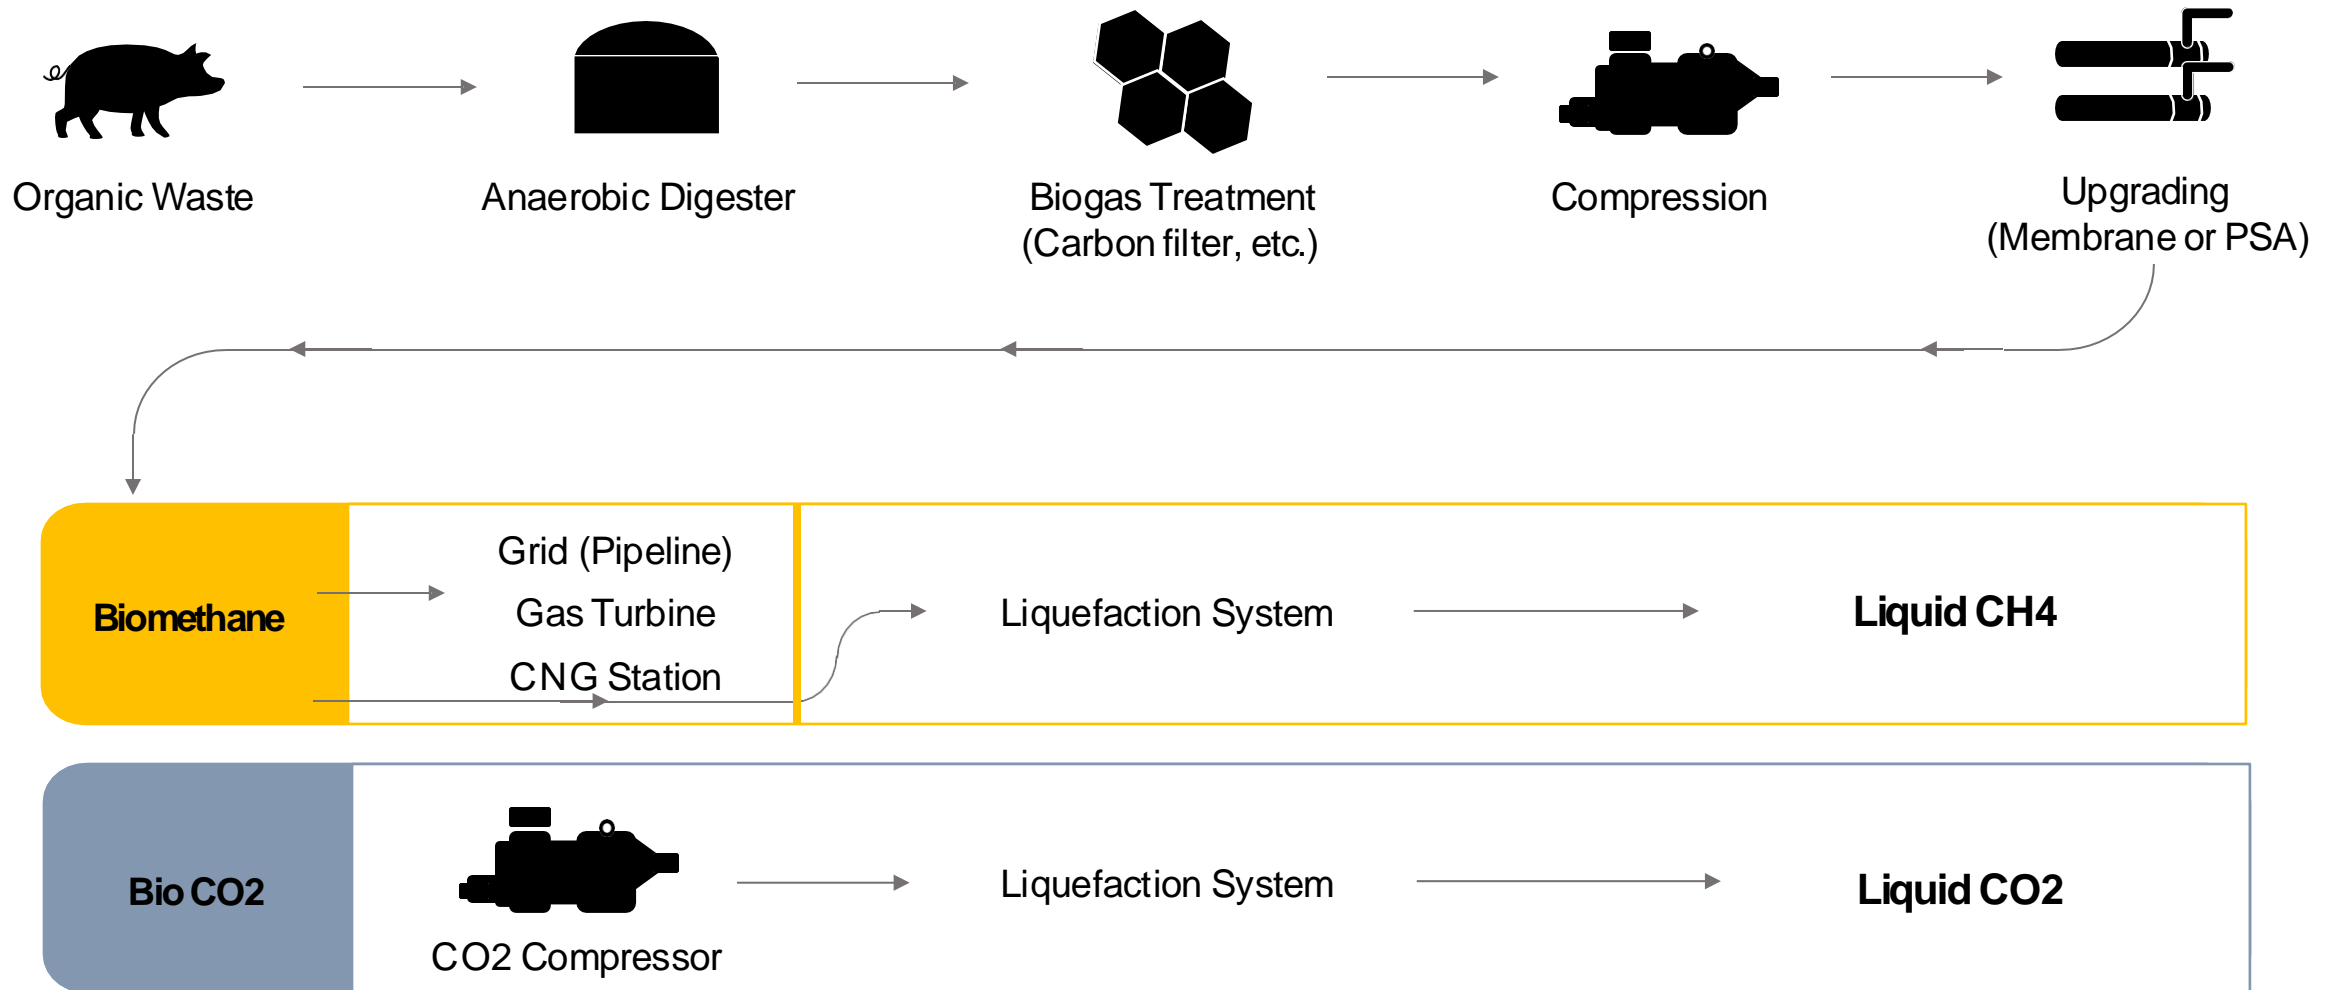 Organic Waste
Anaerobic Digester
Biogas Treatment
(Carbon filter, etc.)
Compression
Upgrading
(Membrane or PSA)
Biomethane
Grid (Pipeline)
Gas Turbine
CNG Station
Liquefaction System
Liquid CH4
Bio CO2
CO2 Compressor
Liquefaction System
Liquid CO2